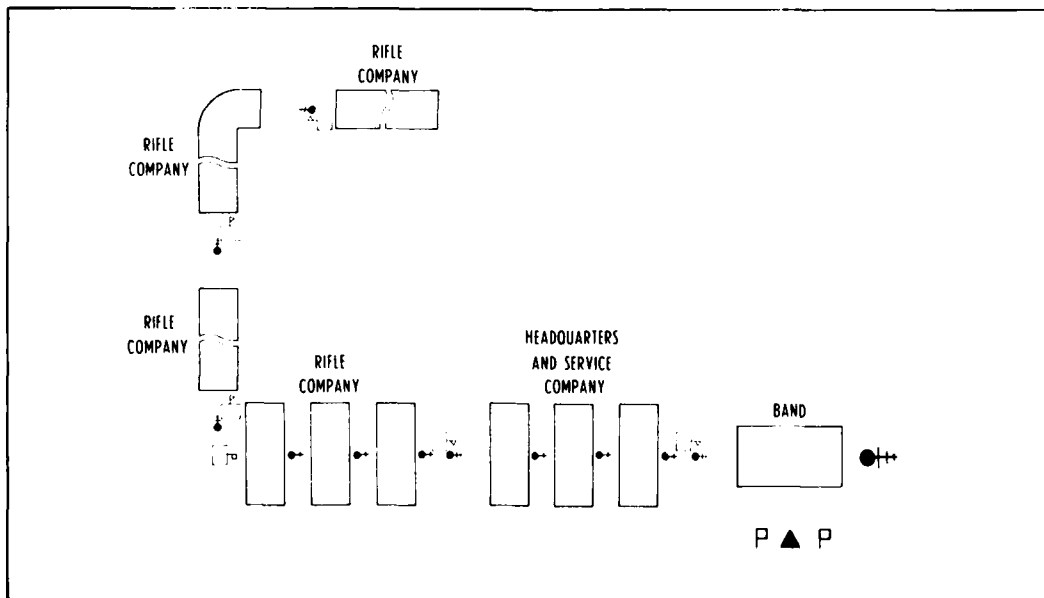 RIFLE
COMPANY
RIFLE
COMPANY
RIFLE
COMPANY
RIFLE
COMPANY
HEADQUARTERS
AND SERVICE
COMPANY
BAND